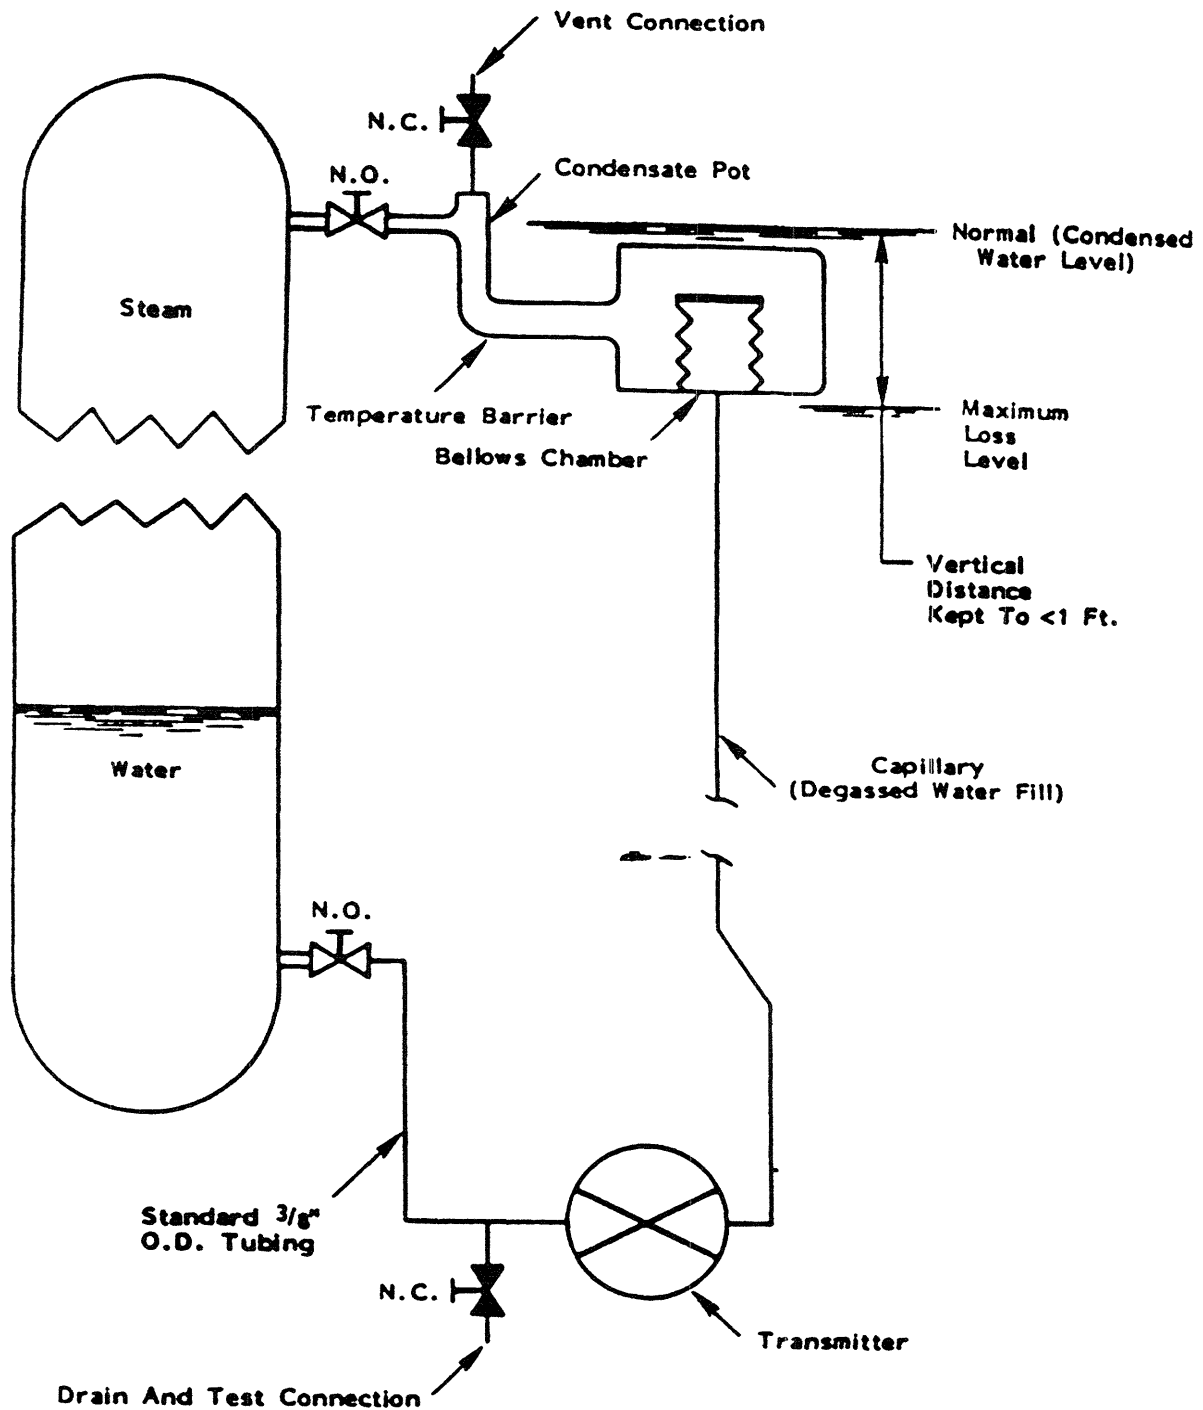 Vent Connection
N.C.
Condensate Pot
N.O.
Normal (Condensed
Water Level)
Steam
Temperature Barrier
Bellows Chamber
Maximum
Loss
Level
Vertical
Distance
Kept To <1 Ft.
Water
Capillary
(Degassed Water Fill)
N.O.
Standard 3/8"
O.D. Tubing
N.C.
Transmitter
Drain And Test Connection